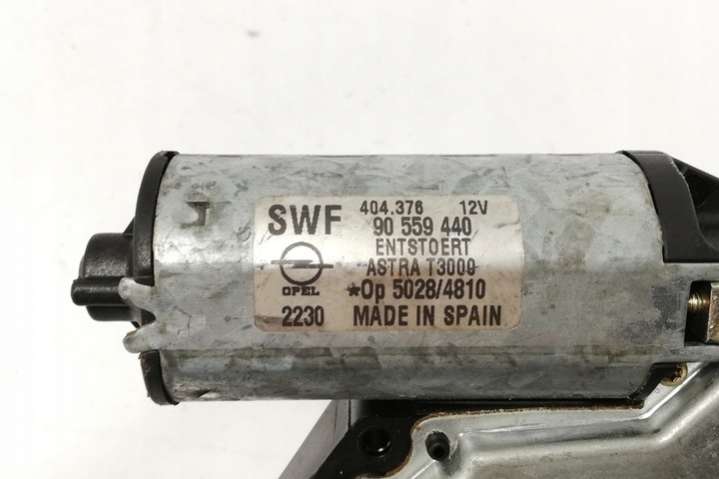 SWF 404.376 12V
90 559 440
ENTSTOERT
ASTRA T3000
OPEL *Op 5028/4810
2230 MADE IN SPAIN